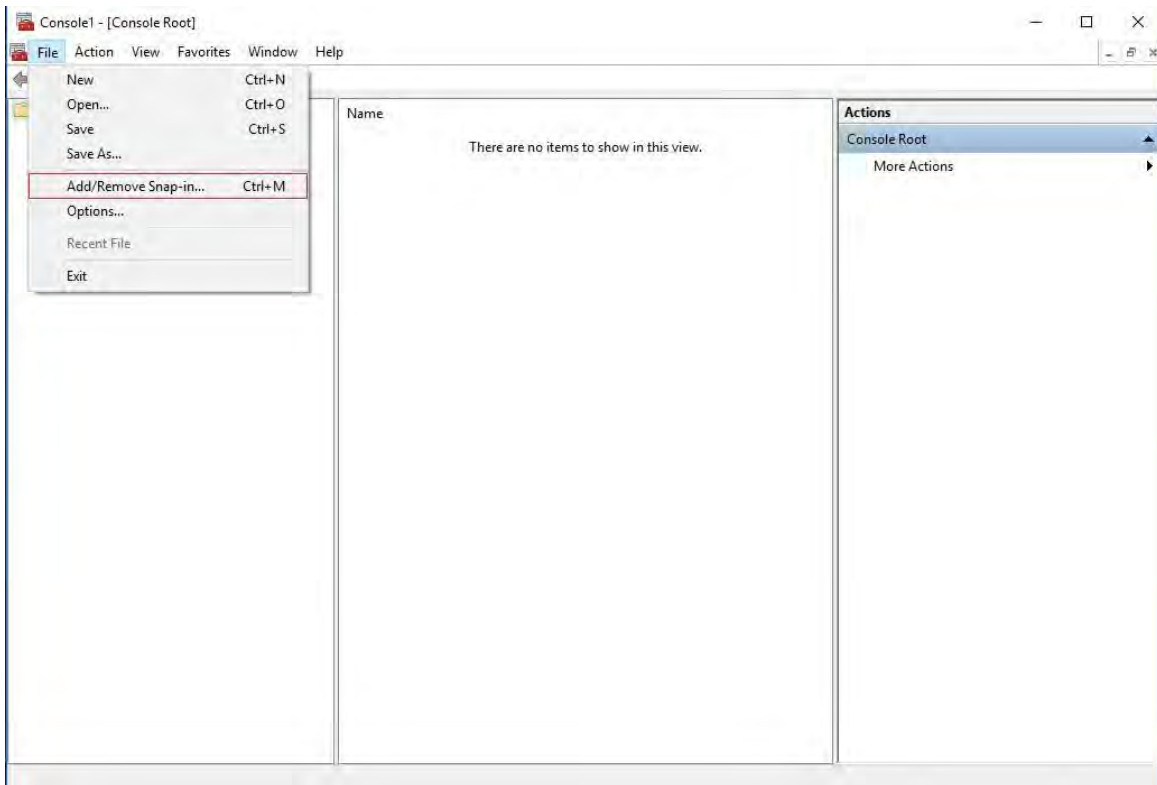 Console1 - [Console Root]
File Action View Favorites Window Help
New Ctrl+N
Open... Ctrl+O
Save Ctrl+S
Save As...
Add/Remove Snap-in... Ctrl+M
Options...
Recent File
Exit
Name
There are no items to show in this view.
Actions
Console Root
More Actions